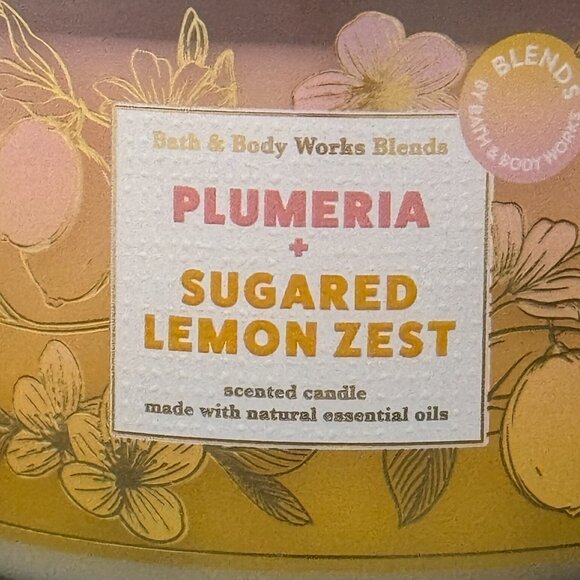 BLENDS
BY BATH & BODY WORKS
Bath & Body Works Blends
PLUMERIA
+
SUGARED
LEMON ZEST
scented candle
made with natural essential oils